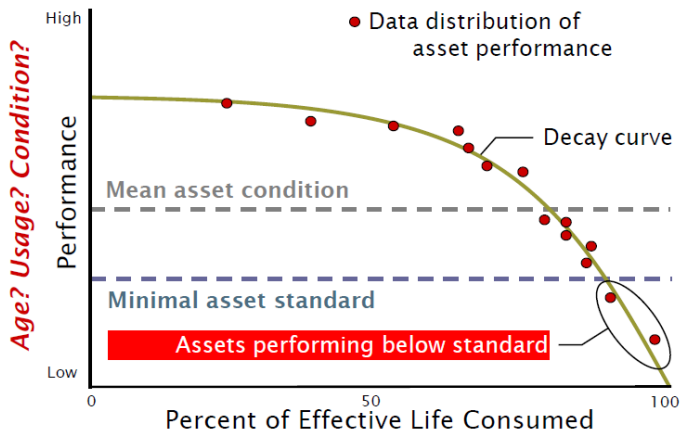 High
Data distribution of
asset performance
Age? Usage? Condition?
Performance
Decay curve
Mean asset condition
Minimal asset standard
Assets performing below standard
Low
0
50
100
Percent of Effective Life Consumed